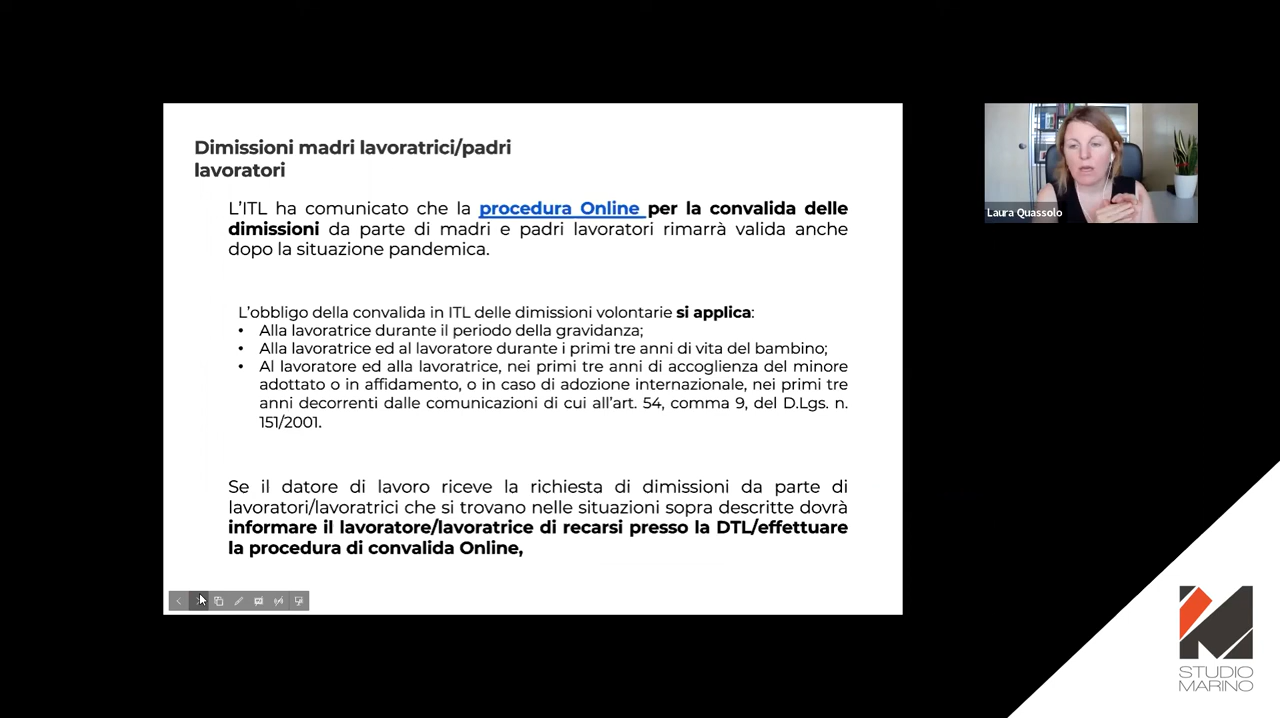 Dimissioni madri lavoratrici/padri
lavoratori
L'ITL ha comunicato che la procedura Online per la convalida delle
dimissioni da parte di madri e padri lavoratori rimarrà valida anche
dopo la situazione pandemica.
L'obbligo della convalida in ITL delle dimissioni volontarie si applica:
• Alla lavoratrice durante il periodo della gravidanza;
• Alla lavoratrice ed al lavoratore durante i primi tre anni di vita del bambino;
• Al lavoratore ed alla lavoratrice, nei primi tre anni di accoglienza del minore
adottato o in affidamento, o in caso di adozione internazionale, nei primi tre
anni decorrenti dalle comunicazioni di cui all'art. 54, comma 9, del D.Lgs. n.
151/2001.
Se il datore di lavoro riceve la richiesta di dimissioni da parte di
lavoratori/lavoratrici che si trovano nelle situazioni sopra descritte dovrà
informare il lavoratore/lavoratrice di recarsi presso la DTL/effettuare
la procedura di convalida Online,
Laura Quassolo
STUDIO
MARINO